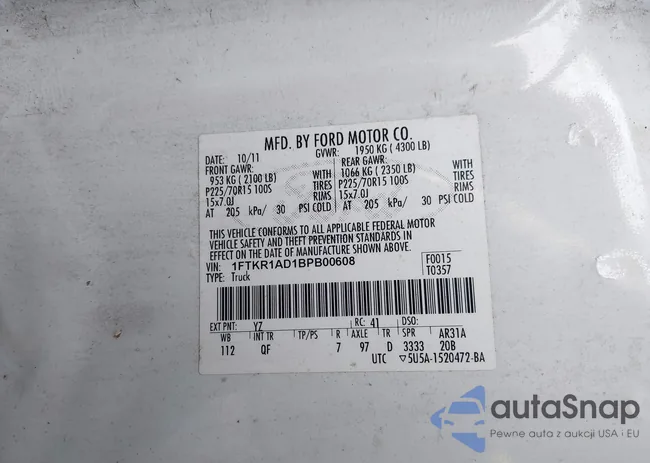 MFD. BY FORD MOTOR CO.
DATE: 10/11 GVWR: 1950 KG ( 4300 LB)
FRONT GAWR: REAR GAWR:
953 KG ( 2100 LB) WITH 1066 KG ( 2350 LB) WITH
P225/70R15 100S TIRES P225/70R15 100S TIRES
15x7.0J RIMS 15x7.0J RIMS
AT 205 kPa/ 30 PSI COLD AT 205 kPa/ 30 PSI COLD
THIS VEHICLE CONFORMS TO ALL APPLICABLE FEDERAL MOTOR
VEHICLE SAFETY AND THEFT PREVENTION STANDARDS IN
EFFECT ON THE DATE OF MANUFACTURE SHOWN ABOVE.
VIN: 1FTKR1AD1BPB00608 F0015
TYPE: Truck T0357
EXT PNT: YZ RC: 41 DSO:
WB INT TR TP/PS R AXLE TR SPR AR31A
112 QF 7 97 D 3333 20B
UTC ▽5U5A-1520472-BA
autaSnap
Pewne auta z aukcji USA i EU